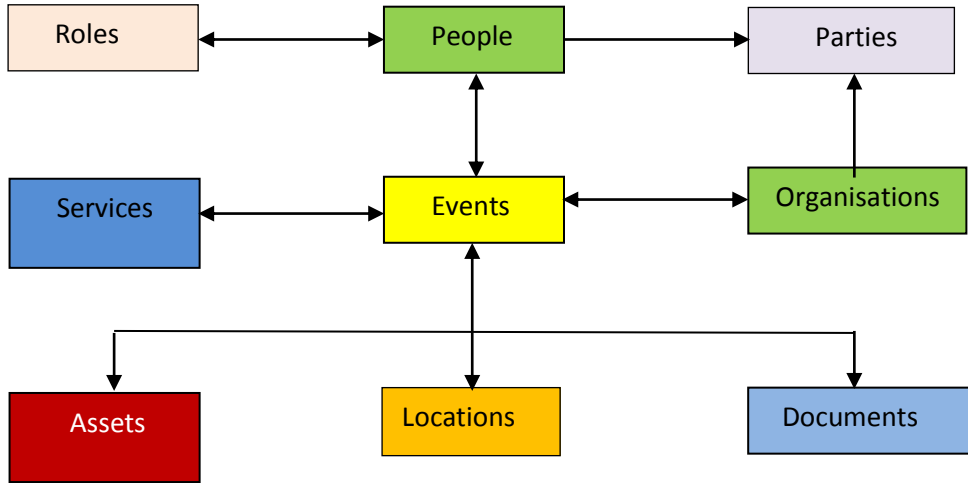 Roles
People
Parties
Services
Events
Organisations
Assets
Locations
Documents